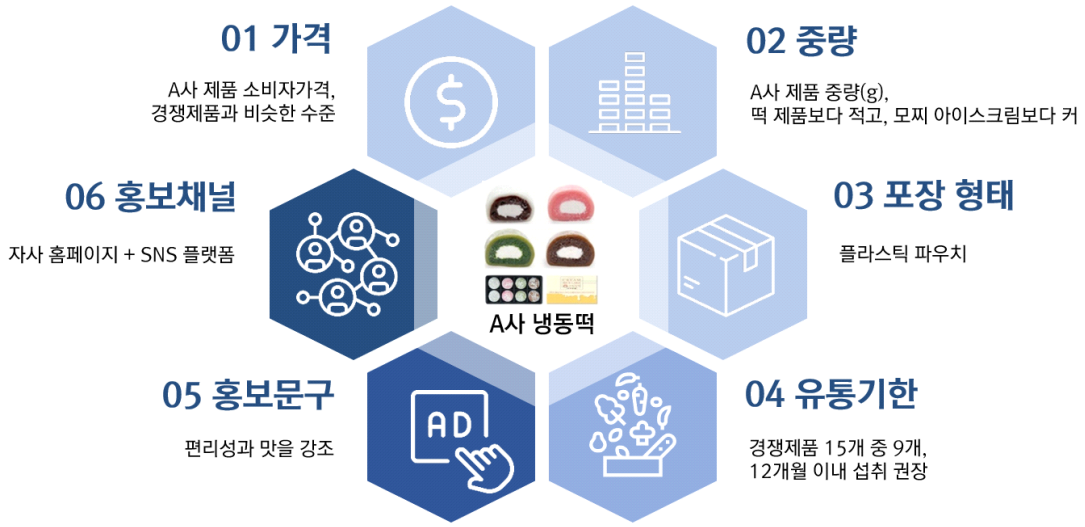 01 가격
A사 제품 소비자가격,
경쟁제품과 비슷한 수준
02 중량
A사 제품 중량(g),
떡 제품보다 적고, 모찌 아이스크림보다 커
03 포장 형태
플라스틱 파우치
04 유통기한
경쟁제품 15개 중 9개,
12개월 이내 섭취 권장
05 홍보문구
편리성과 맛을 강조
AD
06 홍보채널
자사 홈페이지 + SNS 플랫폼
A사 냉동떡